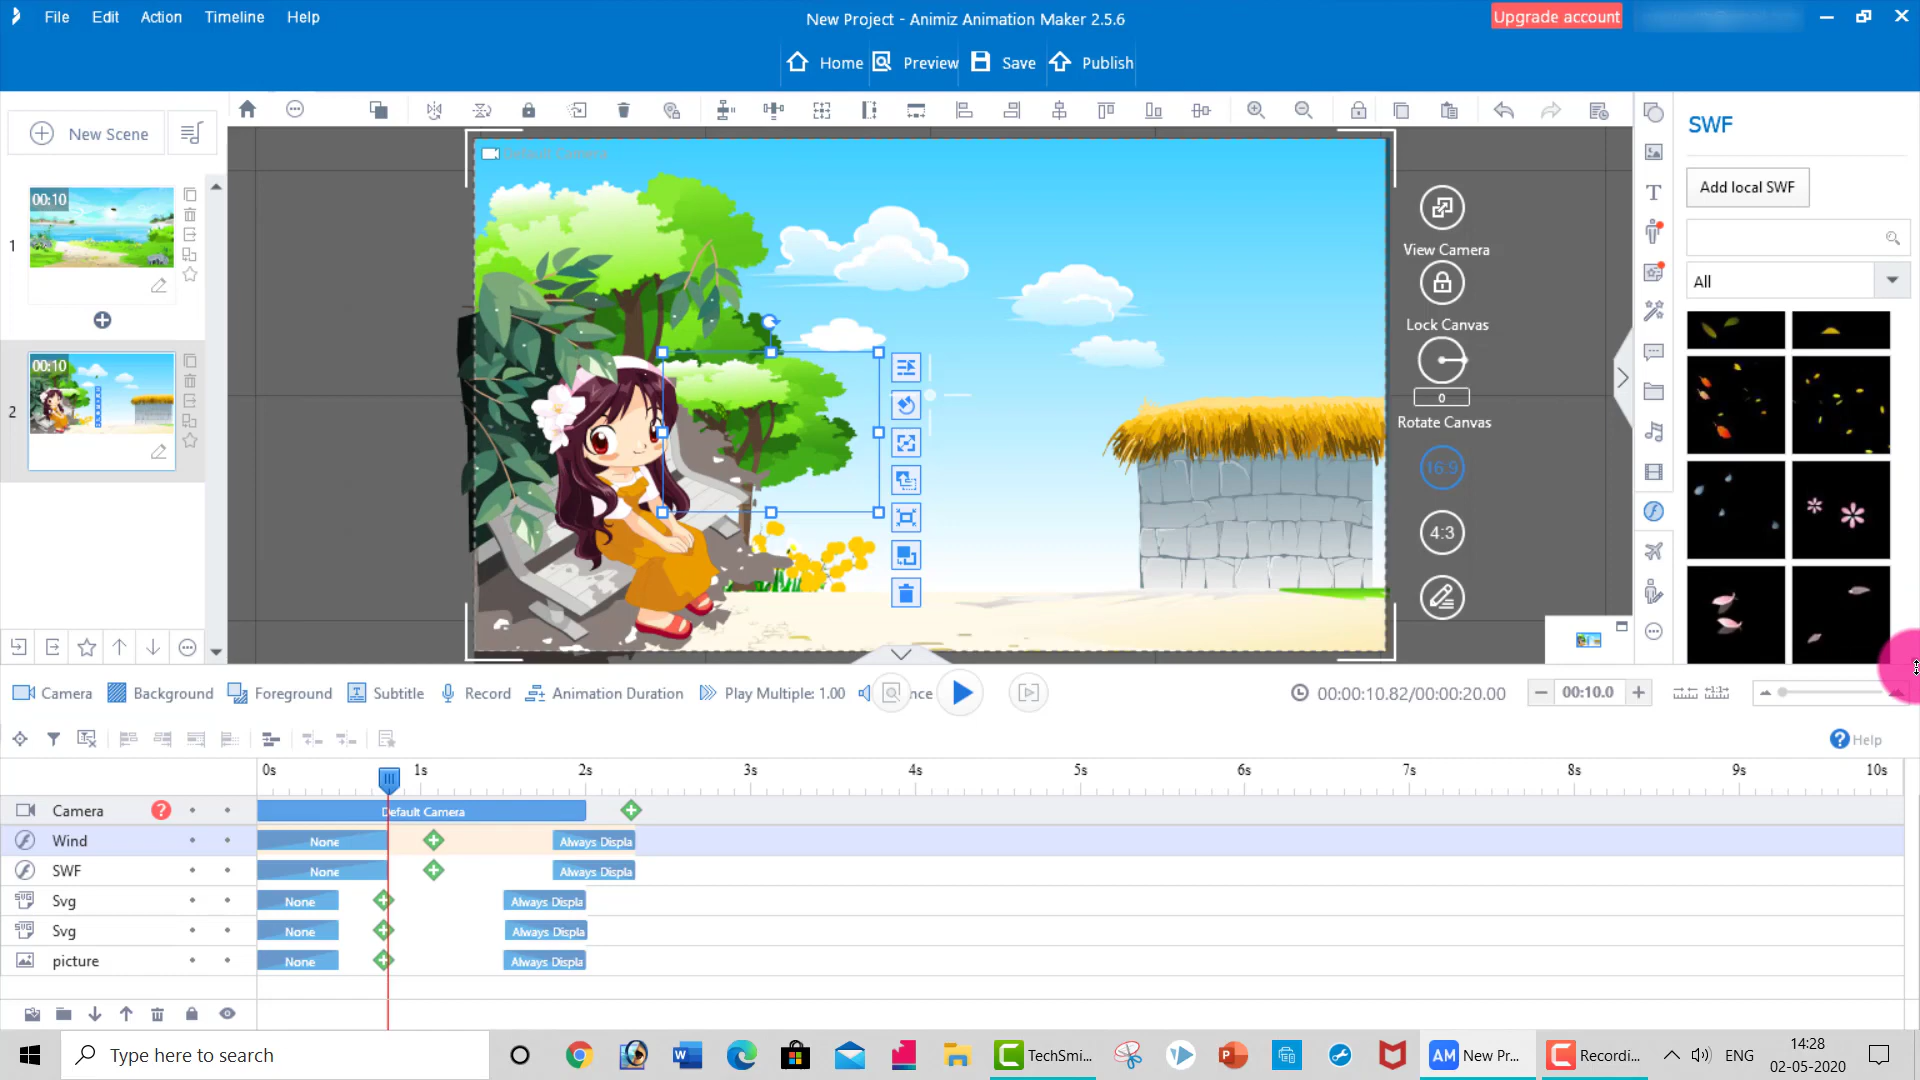 File Edit Action Timeline Help
New Project - Animiz Animation Maker 2.5.6
Upgrade account
Home Preview Save Publish
New Scene
SWF
Add local SWF
All
1
00:10
2
00:10
Default Camera
View Camera
Lock Canvas
0
Rotate Canvas
16:9
4:3
Camera Background Foreground Subtitle Record Animation Duration Play Multiple: 1.00 nce
00:00:10.82/00:00:20.00
00:10.0
Help
0s 1s 2s 3s 4s 5s 6s 7s 8s 9s 10s
Camera ? Default Camera
Wind None Always Displa
SWF None Always Displa
Svg None Always Displa
Svg None Always Displa
picture None Always Displa
Type here to search
TechSmi...
AM New Pr...
Recordi...
ENG
14:28
02-05-2020